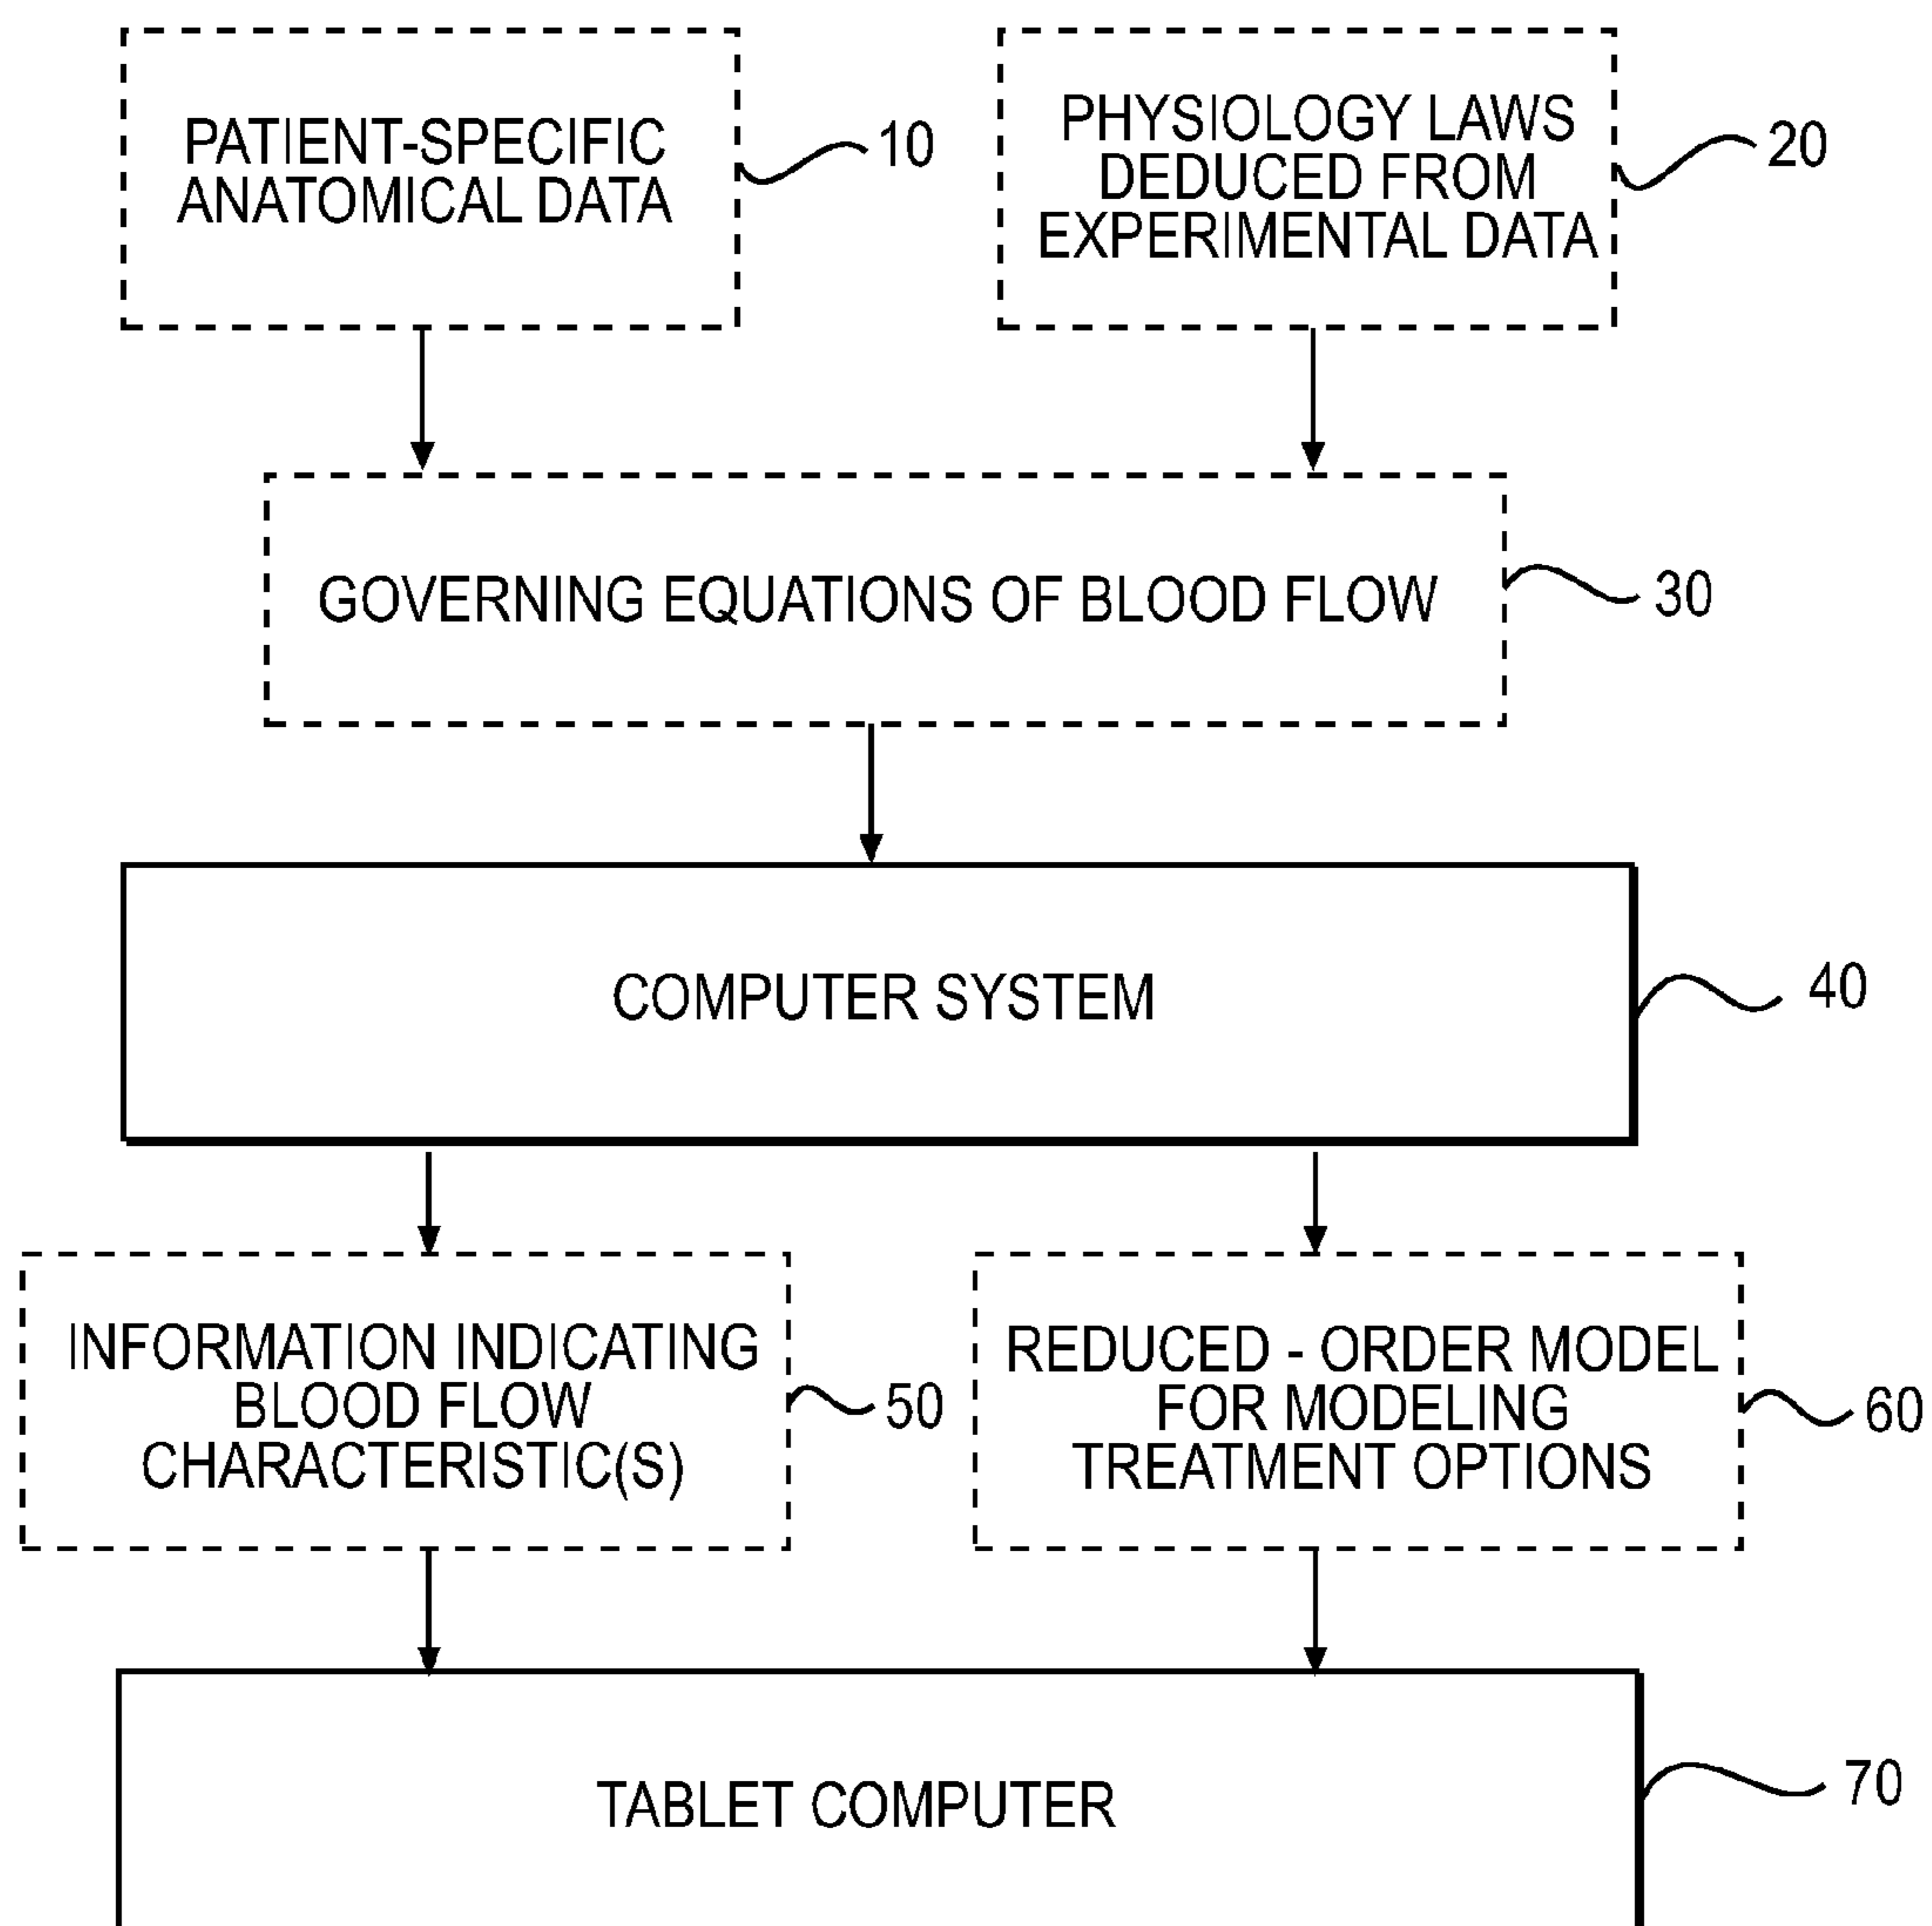 PATIENT-SPECIFIC
ANATOMICAL DATA
10
PHYSIOLOGY LAWS
DEDUCED FROM
EXPERIMENTAL DATA
20
GOVERNING EQUATIONS OF BLOOD FLOW
30
COMPUTER SYSTEM
40
INFORMATION INDICATING
BLOOD FLOW
CHARACTERISTIC(S)
50
REDUCED - ORDER MODEL
FOR MODELING
TREATMENT OPTIONS
60
TABLET COMPUTER
70